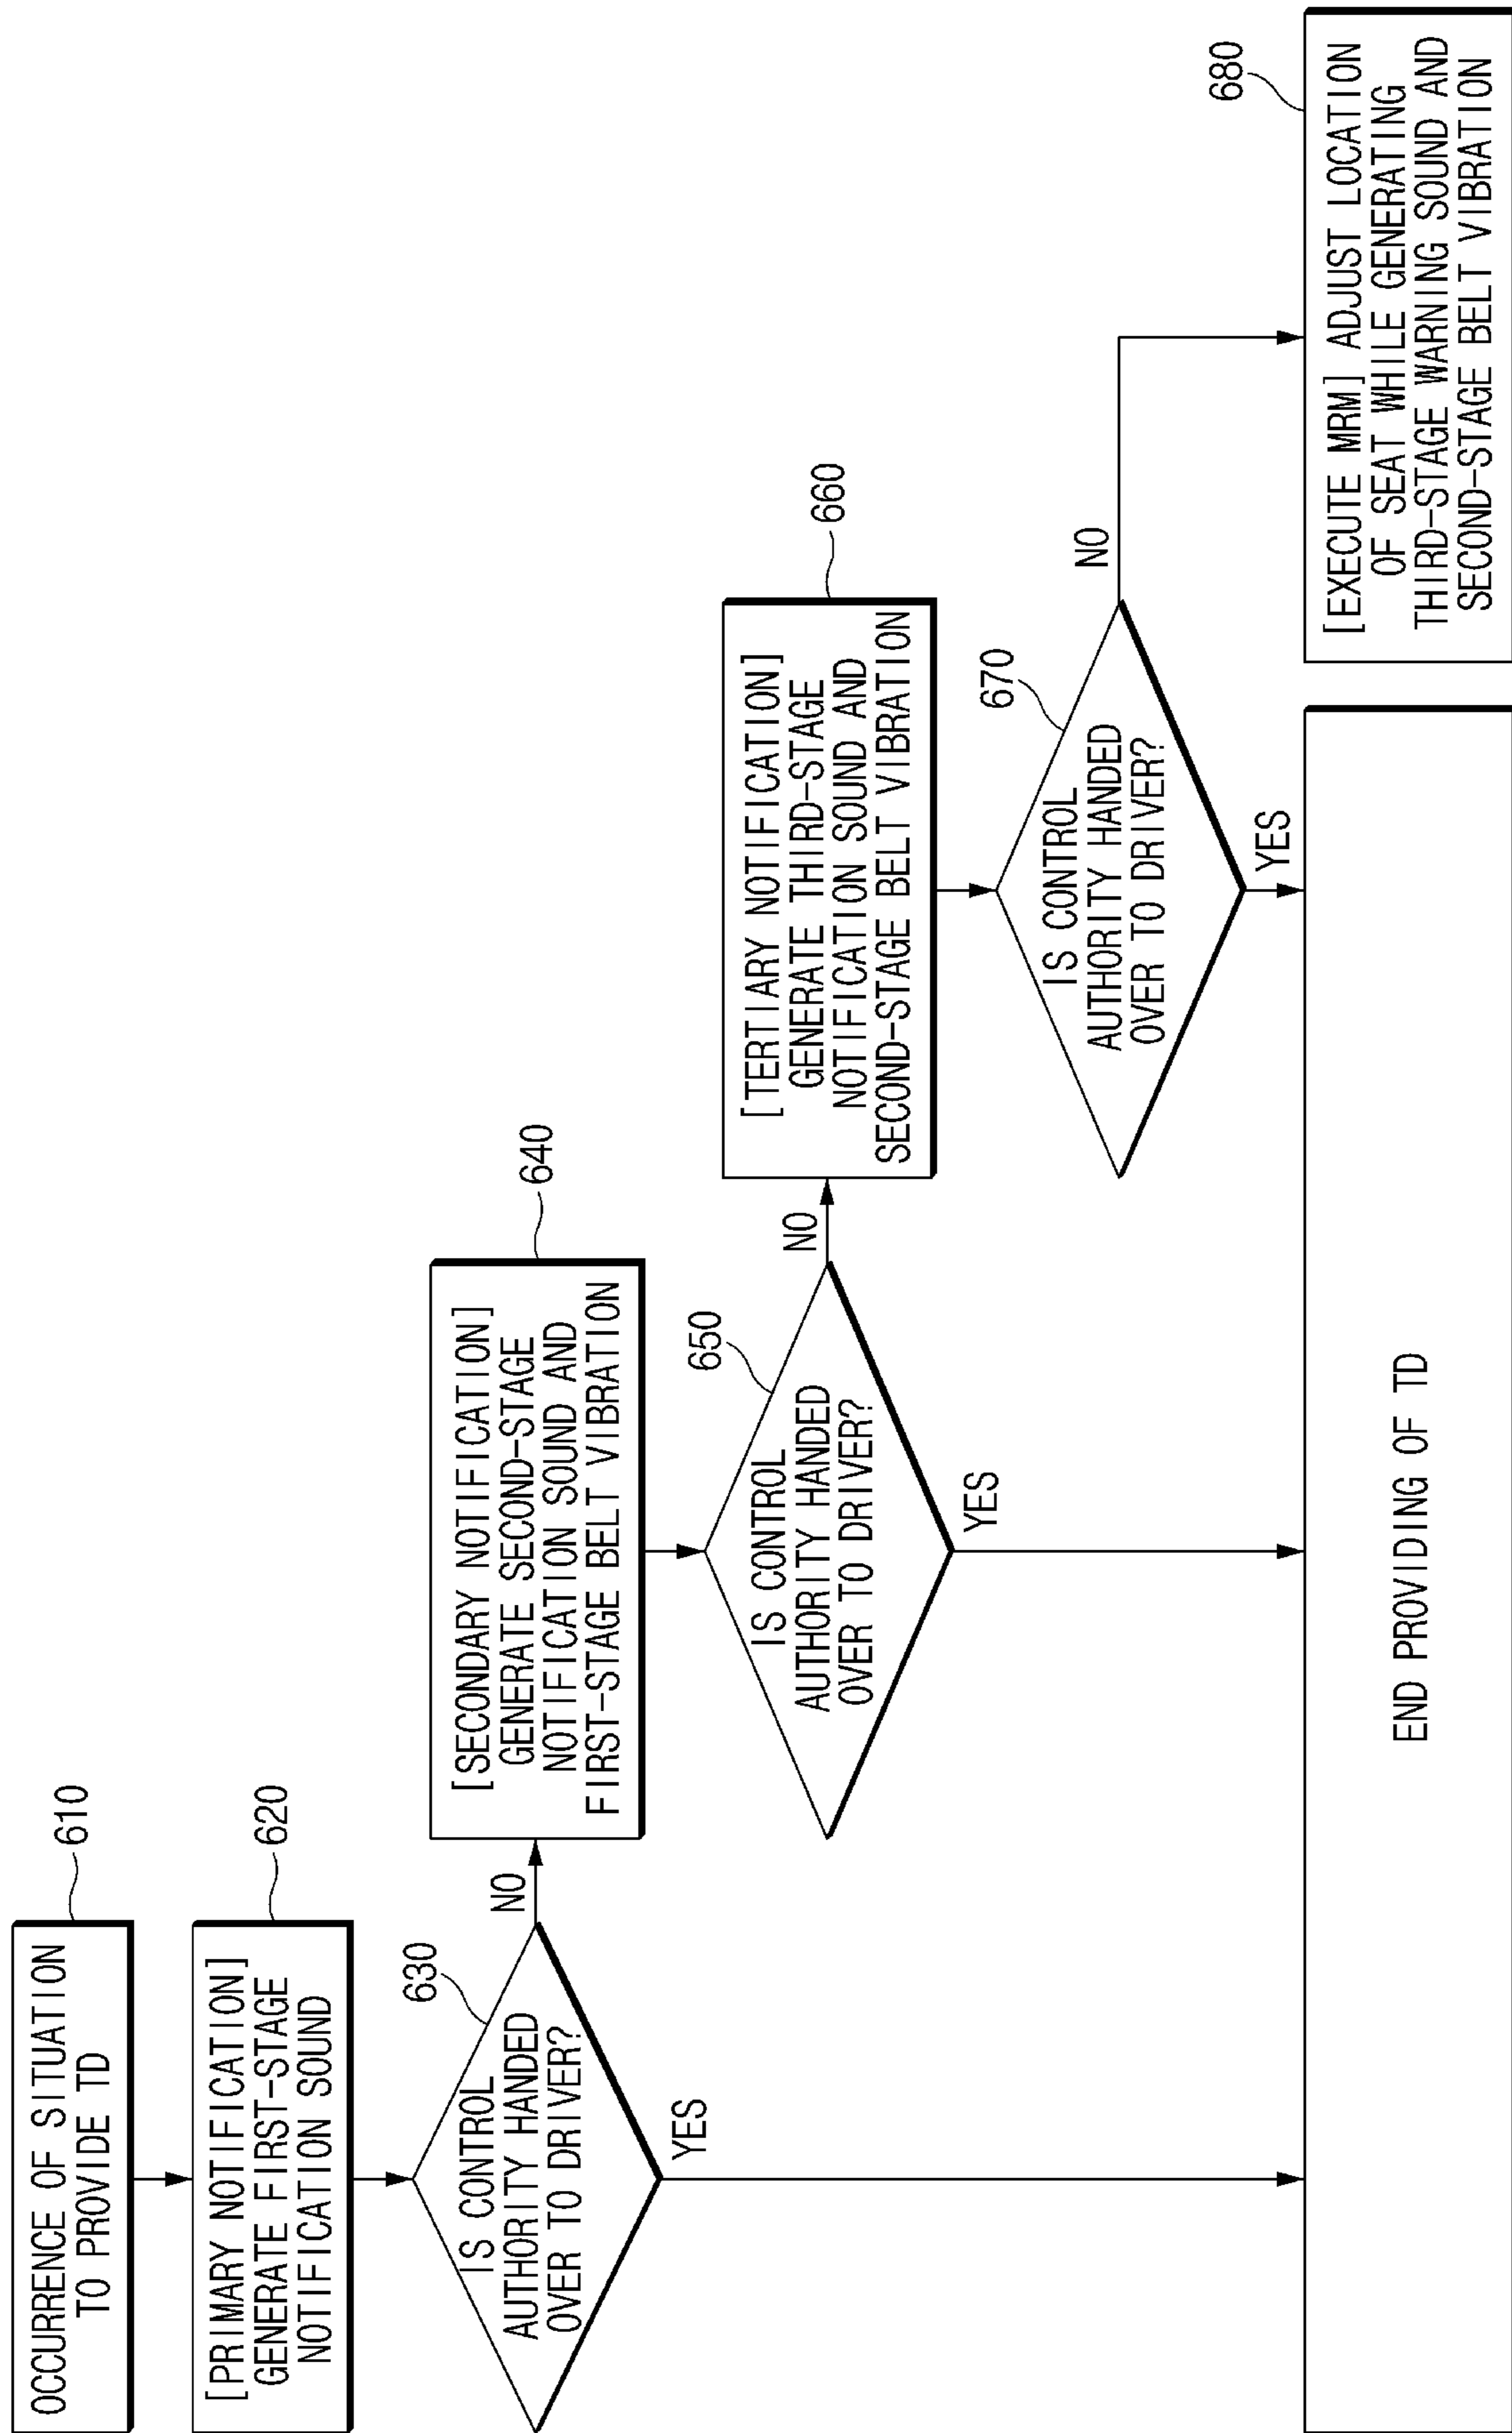 OCCURRENCE OF SITUATION
TO PROVIDE TD
610
[PRIMARY NOTIFICATION]
GENERATE FIRST-STAGE
NOTIFICATION SOUND
620
IS CONTROL
AUTHORITY HANDED
OVER TO DRIVER?
630
NO
YES
[SECONDARY NOTIFICATION]
GENERATE SECOND-STAGE
NOTIFICATION SOUND AND
FIRST-STAGE BELT VIBRATION
640
IS CONTROL
AUTHORITY HANDED
OVER TO DRIVER?
650
NO
YES
[TERTIARY NOTIFICATION]
GENERATE THIRD-STAGE
NOTIFICATION SOUND AND
SECOND-STAGE BELT VIBRATION
660
IS CONTROL
AUTHORITY HANDED
OVER TO DRIVER?
670
NO
YES
[EXECUTE MRM] ADJUST LOCATION
OF SEAT WHILE GENERATING
THIRD-STAGE WARNING SOUND AND
SECOND-STAGE BELT VIBRATION
680
END PROVIDING OF TD